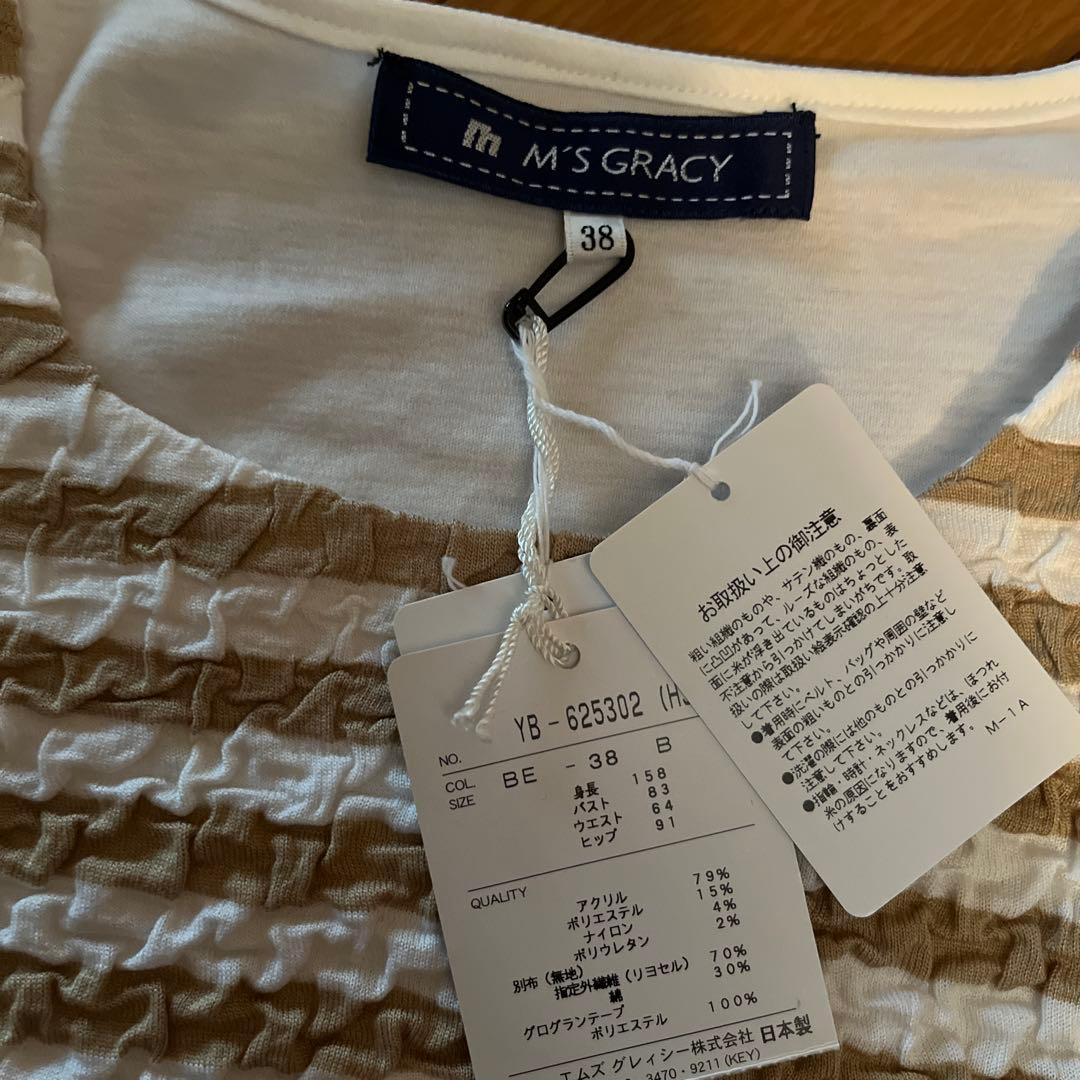 M'S GRACY
38
お取扱い上の御注意
粗い組織のものや、サテン織のもの、裏面
に凸凹があって、ルーズな組織のもの、表
面に糸が浮き出ているものはちょっとした
不注意から引っかけてしまいがちです。取
扱いの際は取扱い絵表示確認の上十分注意
して下さい。
●着用時にベルト、バッグや周囲の壁など
表面の粗いものとの引っかかりに注意し
て下さい。
●洗濯の際には他のものとの引っかかりに
注意して下さい。
●指輪、時計、ネックレスなどは、ほつれ
糸の原因になりますので、着用後にお付
けすることをおすすめします。 M-1A
NO. YB-625302 (H
COL. BE - 38 B
SIZE
身長 158
バスト 83
ウエスト 64
ヒップ 91
QUALITY
アクリル 79%
ポリエステル 15%
ナイロン 4%
ポリウレタン 2%
別布(無地)
指定外繊維(リヨセル) 70%
綿 30%
グログランテープ
ポリエステル 100%
エムズ グレィシー株式会社 日本製
3470-9211 (KEY)